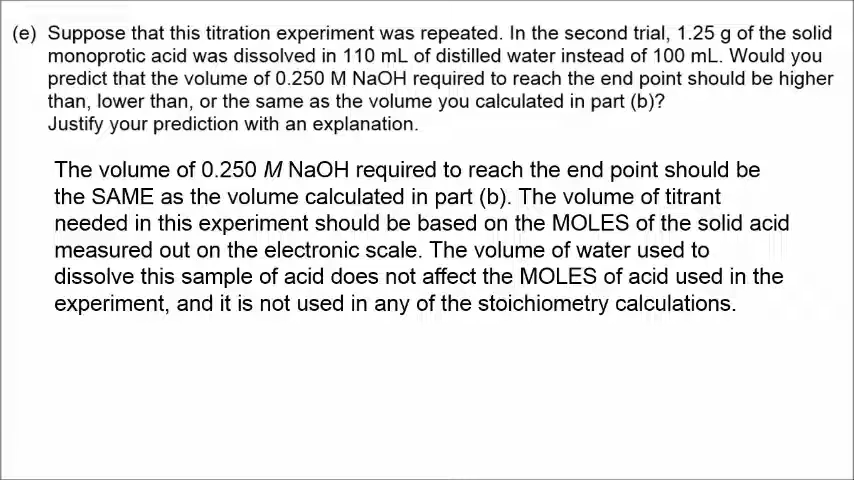 (e) Suppose that this titration experiment was repeated. In the second trial, 1.25 g of the solid
monoprotic acid was dissolved in 110 mL of distilled water instead of 100 mL. Would you
predict that the volume of 0.250 M NaOH required to reach the end point should be higher
than, lower than, or the same as the volume you calculated in part (b)?
Justify your prediction with an explanation.
The volume of 0.250 M NaOH required to reach the end point should be
the SAME as the volume calculated in part (b). The volume of titrant
needed in this experiment should be based on the MOLES of the solid acid
measured out on the electronic scale. The volume of water used to
dissolve this sample of acid does not affect the MOLES of acid used in the
experiment, and it is not used in any of the stoichiometry calculations.